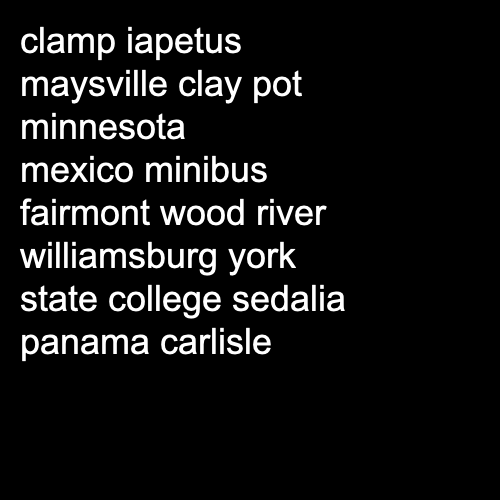 clamp iapetus
maysville clay pot
minnesota
mexico minibus
fairmont wood river
williamsburg york
state college sedalia
panama carlisle